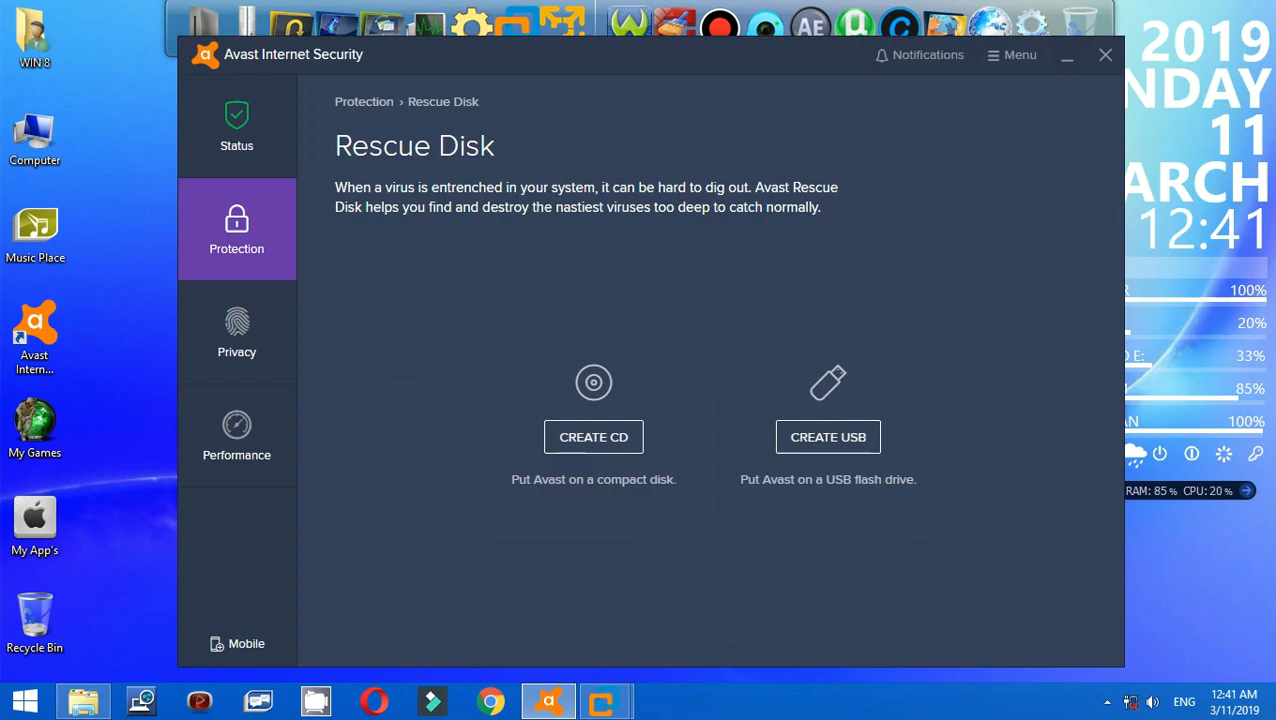 WIN 8
Computer
Music Place
Avast
Intern...
My Games
My App's
Recycle Bin
AE
Avast Internet Security
Notifications
Menu
Status
Protection
Privacy
Performance
Mobile
Protection › Rescue Disk
Rescue Disk
When a virus is entrenched in your system, it can be hard to dig out. Avast Rescue
Disk helps you find and destroy the nastiest viruses too deep to catch normally.
CREATE CD
Put Avast on a compact disk.
CREATE USB
Put Avast on a USB flash drive.
2019
NDAY
11
ARCH
12:41
R 100%
20%
D E: 33%
85%
AN 100%
RAM: 85 % CPU: 20 %
ENG
12:41 AM
3/11/2019